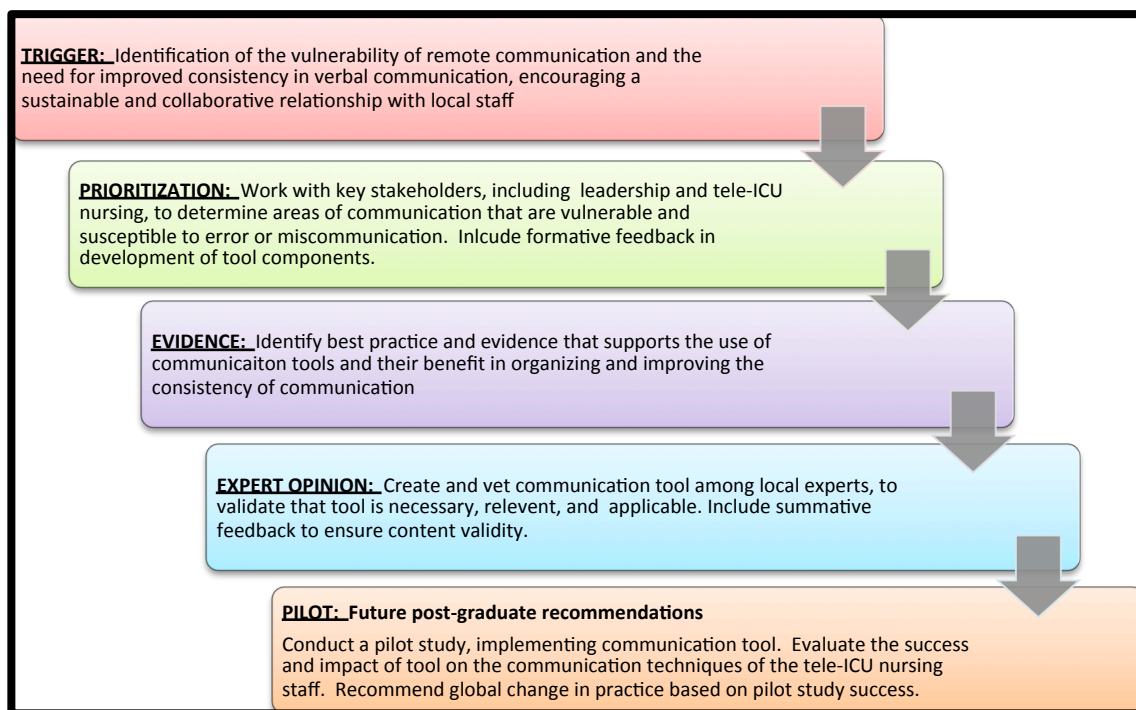 TRIGGER: Identification of the vulnerability of remote communication and the
need for improved consistency in verbal communication, encouraging a
sustainable and collaborative relationship with local staff
PRIORITIZATION: Work with key stakeholders, including leadership and tele-ICU
nursing, to determine areas of communication that are vulnerable and
susceptible to error or miscommunication. Inlcude formative feedback in
development of tool components.
EVIDENCE: Identify best practice and evidence that supports the use of
communicaiton tools and their benefit in organizing and improving the
consistency of communication
EXPERT OPINION: Create and vet communication tool among local experts, to
validate that tool is necessary, relevent, and applicable. Include summative
feedback to ensure content validity.
PILOT: Future post-graduate recommendations
Conduct a pilot study, implementing communication tool. Evaluate the success
and impact of tool on the communication techniques of the tele-ICU nursing
staff. Recommend global change in practice based on pilot study success.